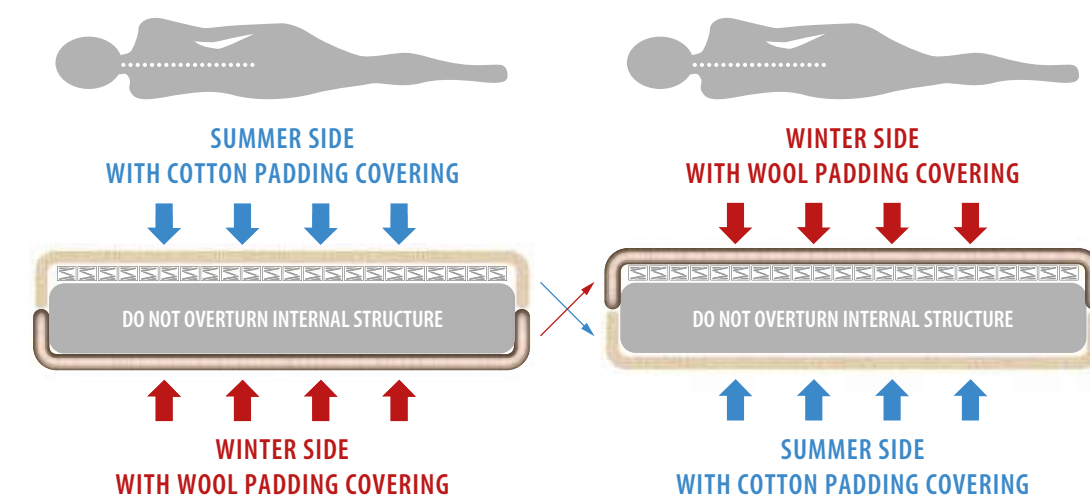 SUMMER SIDE
WITH COTTON PADDING COVERING
DO NOT OVERTURN INTERNAL STRUCTURE
WINTER SIDE
WITH WOOL PADDING COVERING
WINTER SIDE
WITH WOOL PADDING COVERING
DO NOT OVERTURN INTERNAL STRUCTURE
SUMMER SIDE
WITH COTTON PADDING COVERING